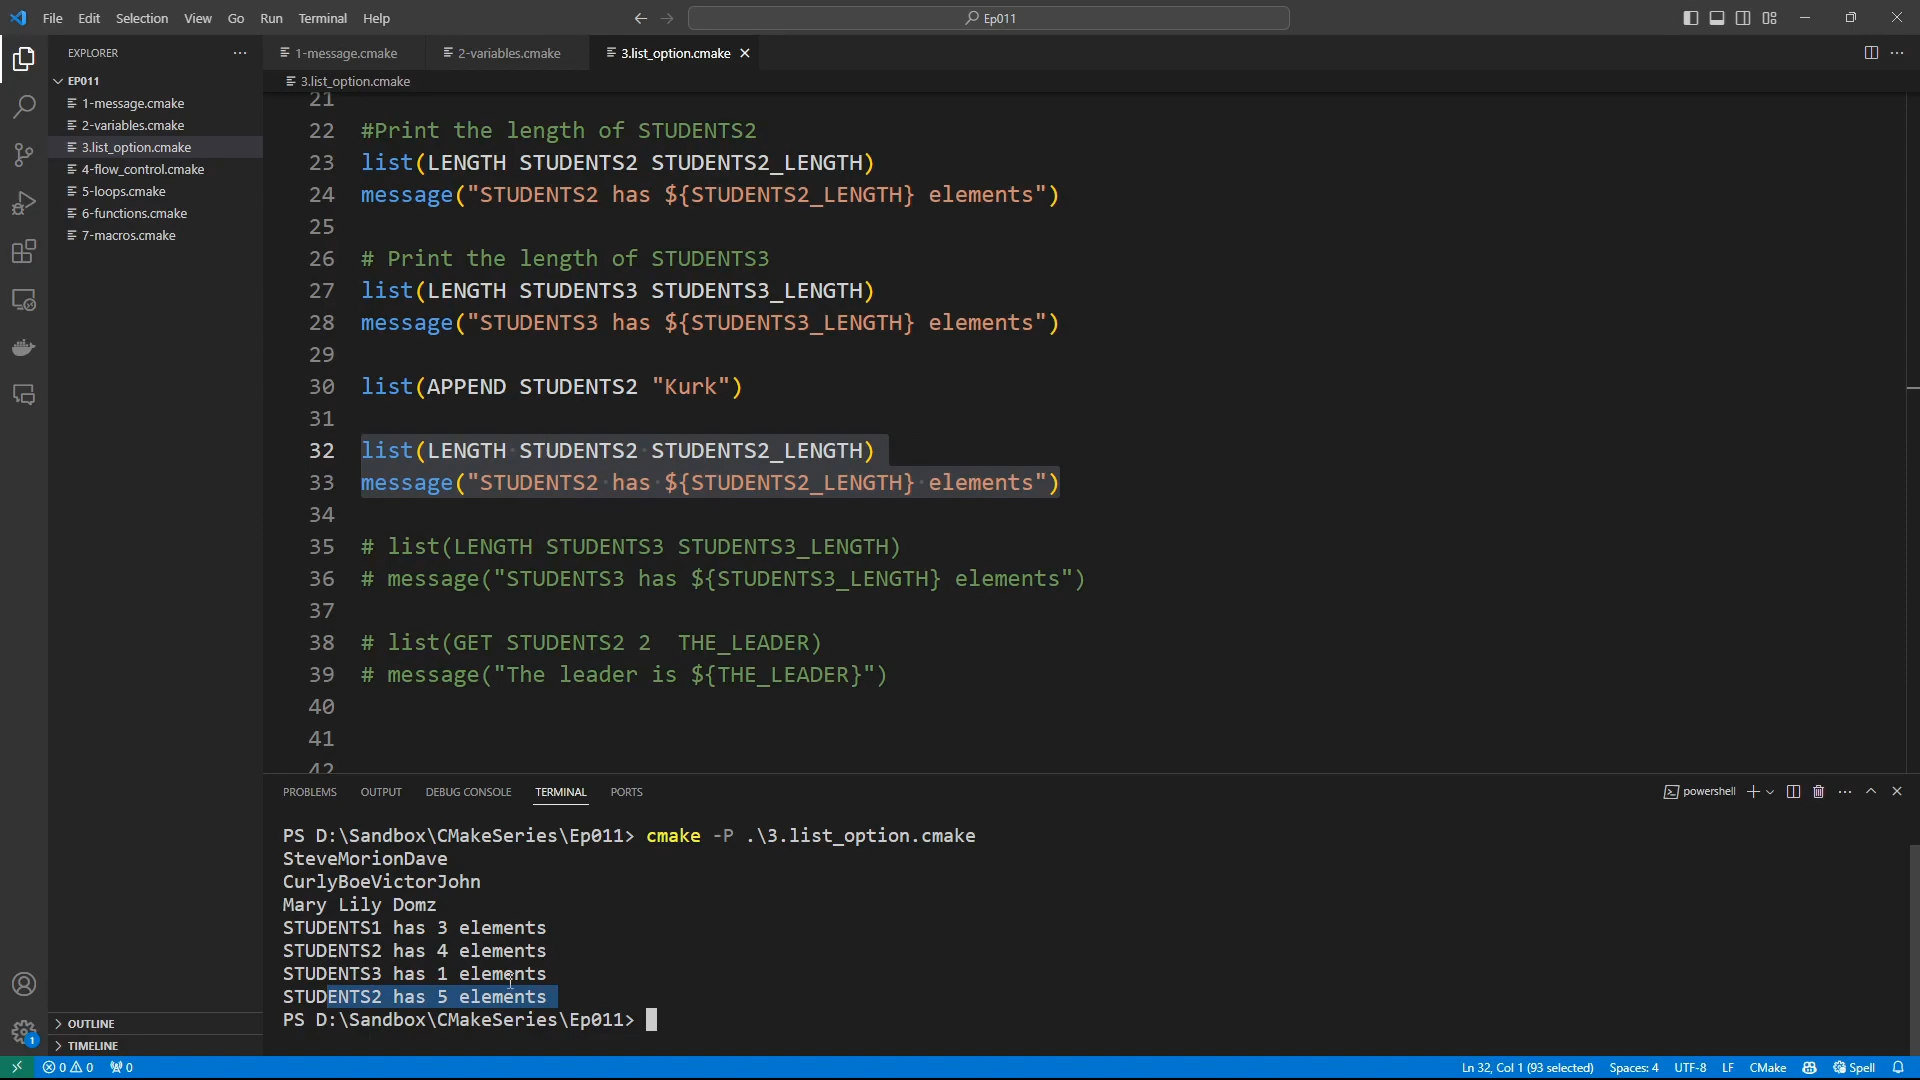 File Edit Selection View Go Run Terminal Help
Ep011
EXPLORER
1-message.cmake
2-variables.cmake
3.list_option.cmake
EP011
3.list_option.cmake
1-message.cmake
2-variables.cmake
3.list_option.cmake
4-flow_control.cmake
5-loops.cmake
6-functions.cmake
7-macros.cmake
21
22 #Print the length of STUDENTS2
23 list(LENGTH STUDENTS2 STUDENTS2_LENGTH)
24 message("STUDENTS2 has ${STUDENTS2_LENGTH} elements")
25
26 # Print the length of STUDENTS3
27 list(LENGTH STUDENTS3 STUDENTS3_LENGTH)
28 message("STUDENTS3 has ${STUDENTS3_LENGTH} elements")
29
30 list(APPEND STUDENTS2 "Kurk")
31
32 list(LENGTH STUDENTS2 STUDENTS2_LENGTH)
33 message("STUDENTS2 has ${STUDENTS2_LENGTH} elements")
34
35 # list(LENGTH STUDENTS3 STUDENTS3_LENGTH)
36 # message("STUDENTS3 has ${STUDENTS3_LENGTH} elements")
37
38 # list(GET STUDENTS2 2  THE_LEADER)
39 # message("The leader is ${THE_LEADER}")
40
41
42
PROBLEMS OUTPUT DEBUG CONSOLE TERMINAL PORTS
powershell
PS D:\Sandbox\CMakeSeries\Ep011> cmake -P .\3.list_option.cmake
SteveMorionDave
CurlyBoeVictorJohn
Mary Lily Domz
STUDENTS1 has 3 elements
STUDENTS2 has 4 elements
STUDENTS3 has 1 elements
STUDENTS2 has 5 elements
PS D:\Sandbox\CMakeSeries\Ep011>
OUTLINE
TIMELINE
1
0 0 0
Ln 32, Col 1 (93 selected) Spaces: 4 UTF-8 LF CMake Spell